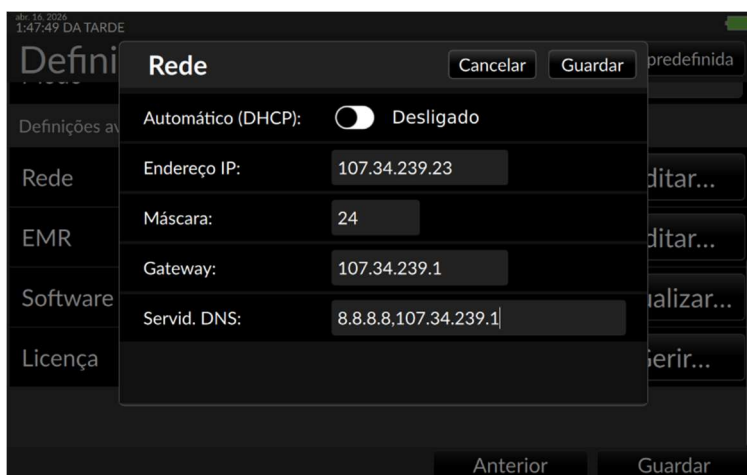 abr. 16, 2026
1:47:49 DA TARDE
Defini
predefinida
Rede
Cancelar
Guardar
Automático (DHCP):
Desligado
Definições av
Endereço IP:
107.34.239.23
Rede
ditar...
Máscara:
24
EMR
ditar...
Gateway:
107.34.239.1
Software
alizar...
Servid. DNS:
8.8.8.8,107.34.239.1
Licença
erir...
Anterior
Guardar